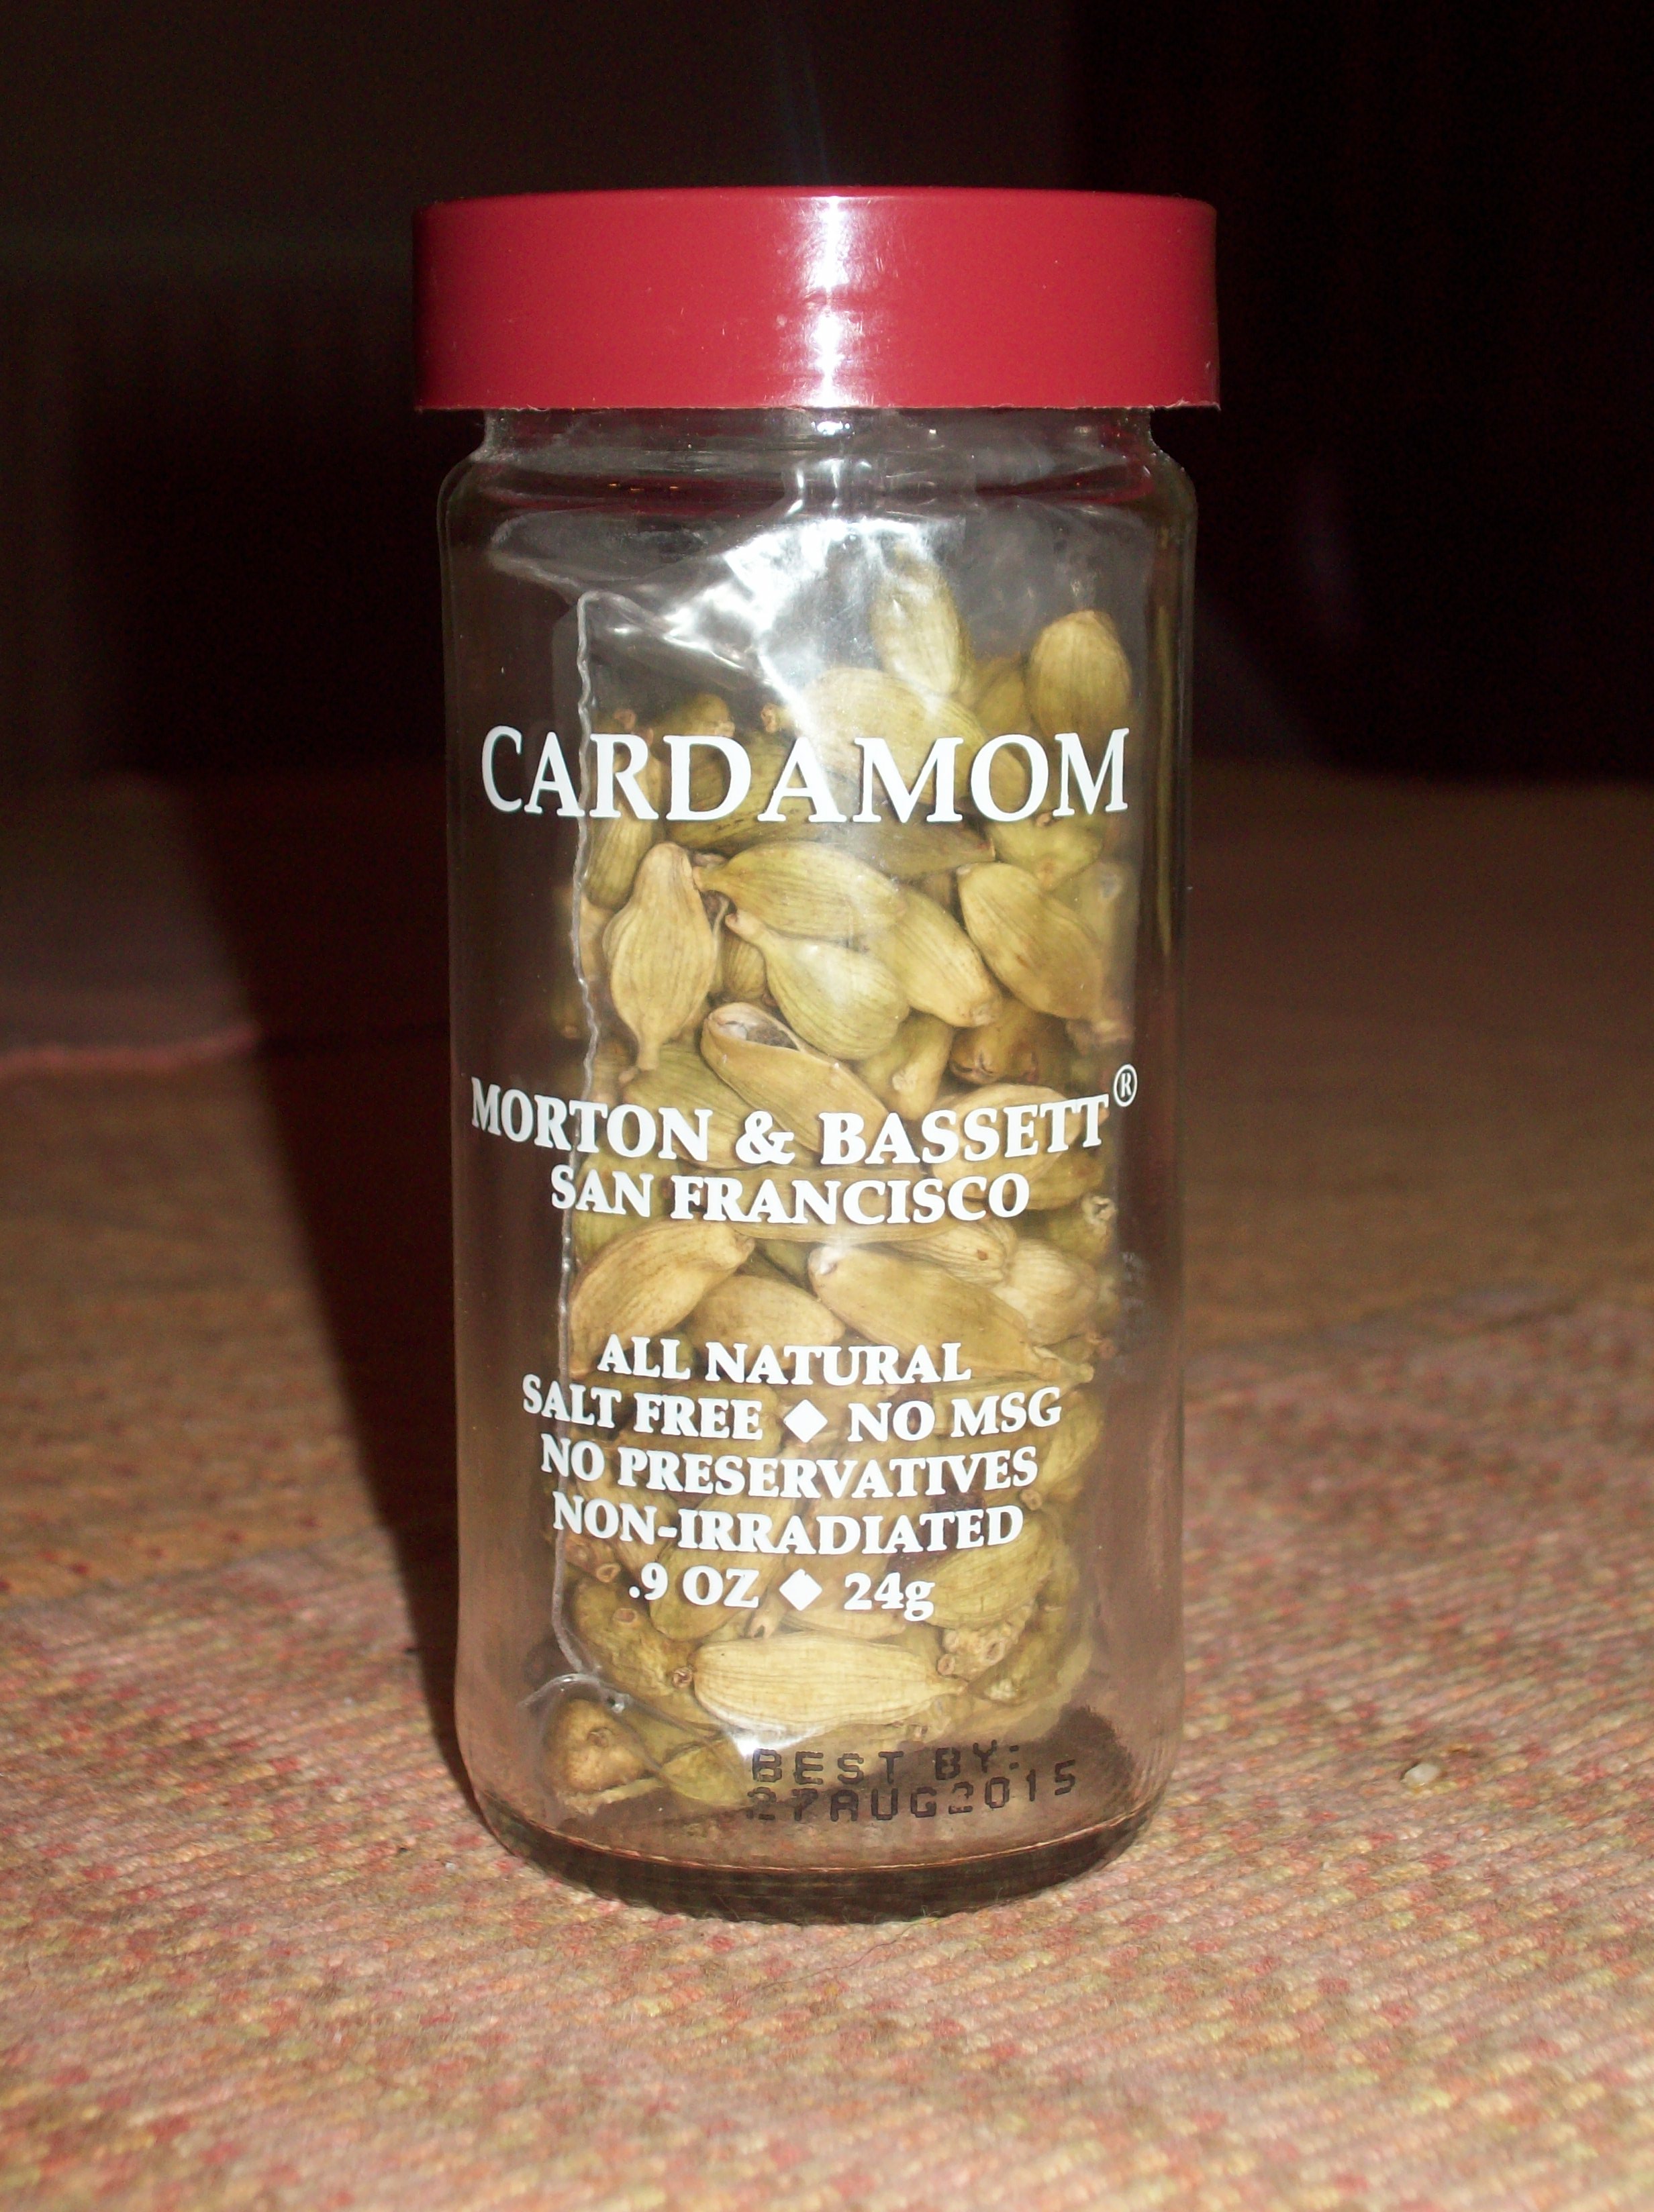 CARDAMOM
MORTON & BASSETT®
SAN FRANCISCO
ALL NATURAL
SALT FREE ◆ NO MSG
NO PRESERVATIVES
NON-IRRADIATED
.9 OZ ◆ 24g
BEST BY:
27AUG2015